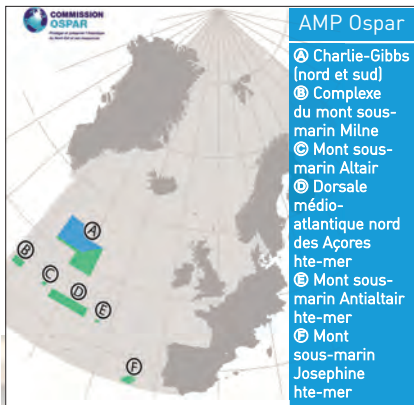 COMMISSION
OSPAR
AMP Ospar
Ⓐ Charlie-Gibbs
(nord et sud)
Ⓑ Complexe
du mont sous-
marin Milne
Ⓒ Mont sous-
marin Altair
Ⓓ Dorsale
médio-
atlantique nord
des Açores
hte-mer
Ⓔ Mont sous-
marin Antialtair
hte-mer
Ⓕ Mont
sous-marin
Josephine
hte-mer
A
B
C
D
E
F